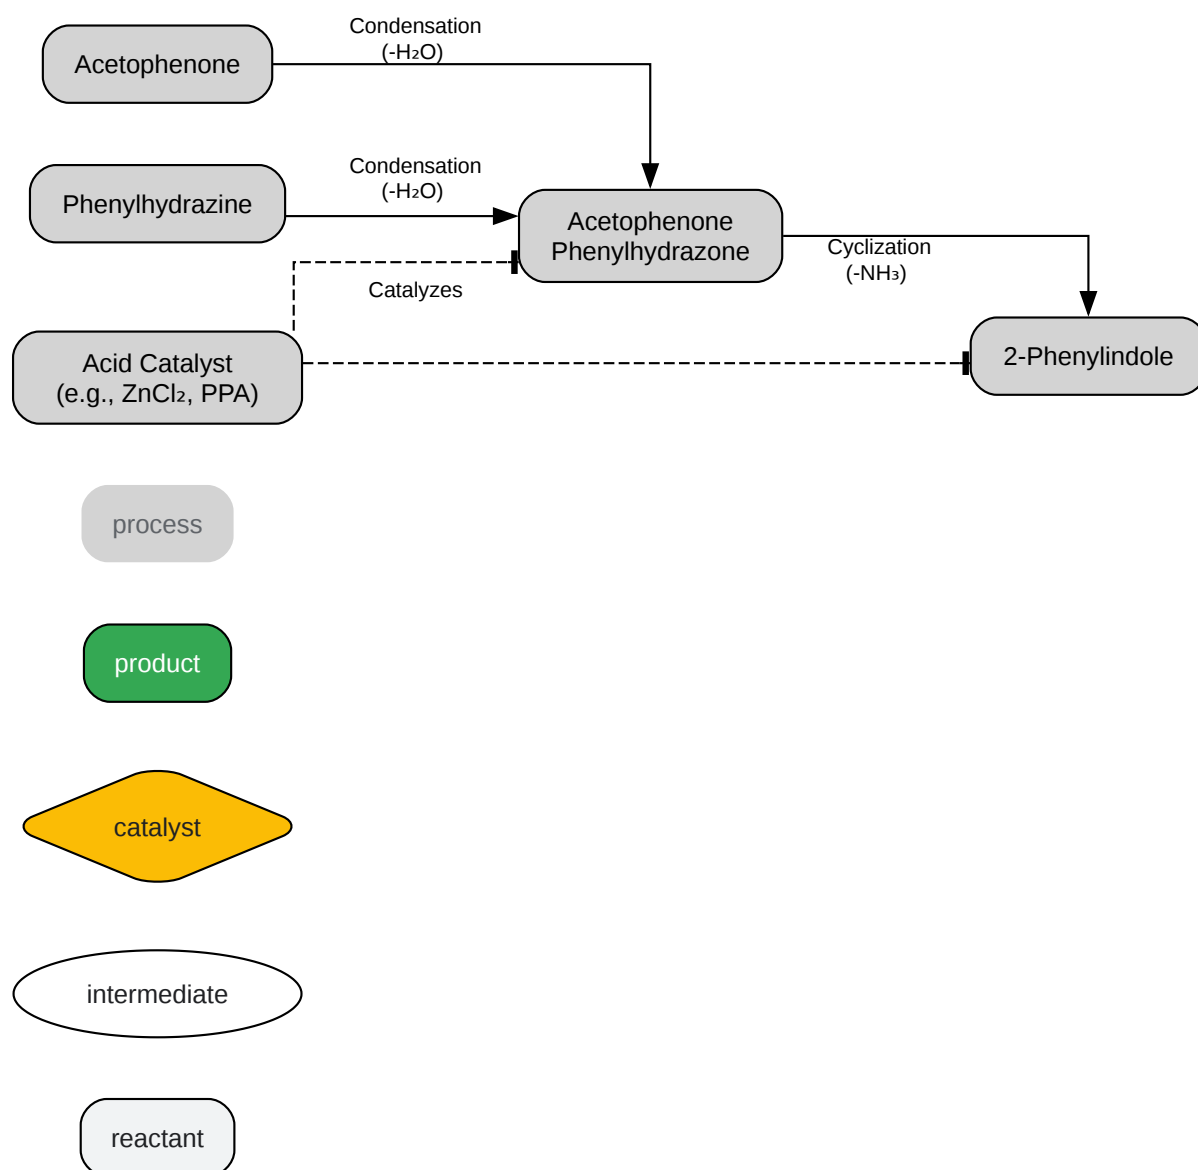 Condensation
(-H₂O)
Acetophenone
Condensation
(-H₂O)
Phenylhydrazine
Acetophenone
Phenylhydrazone
Cyclization
(-NH₃)
Catalyzes
Acid Catalyst
(e.g., ZnCl₂, PPA)
2-Phenylindole
process
product
catalyst
intermediate
reactant